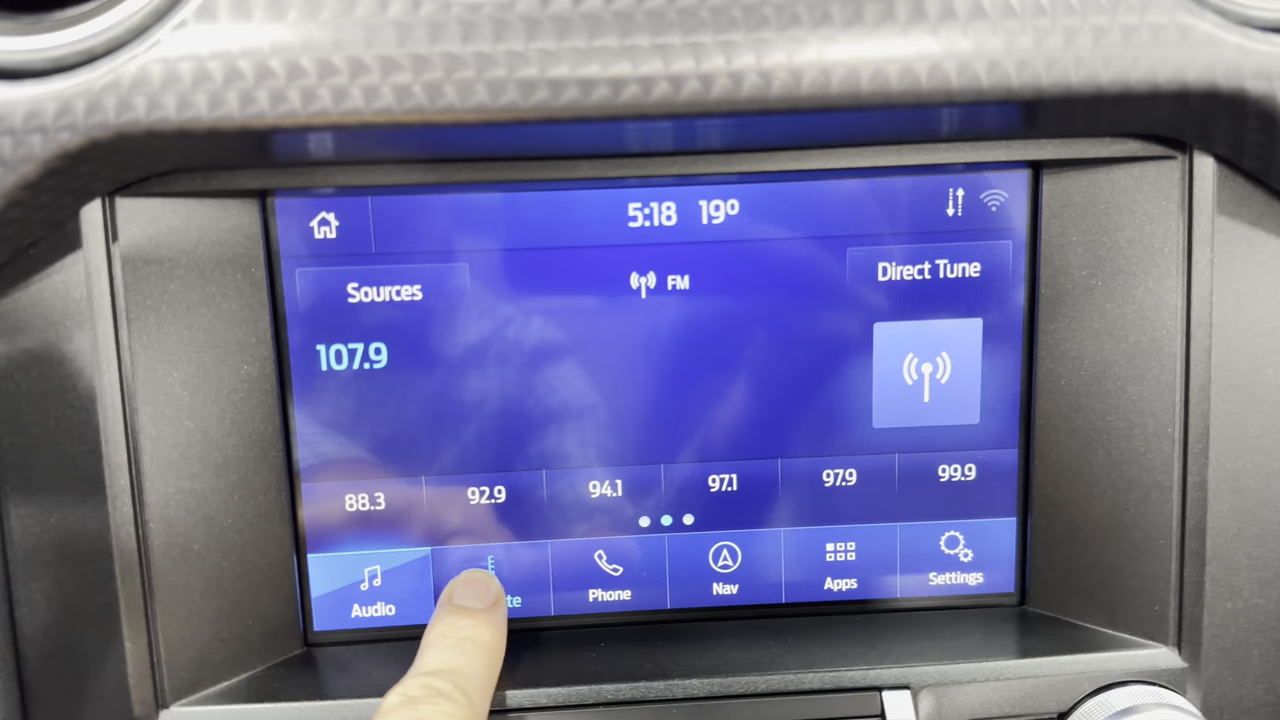 5:18 19º
Sources
FM
Direct Tune
107.9
88.3 92.9 94.1 97.1 97.9 99.9
Audio te Phone Nav Apps Settings